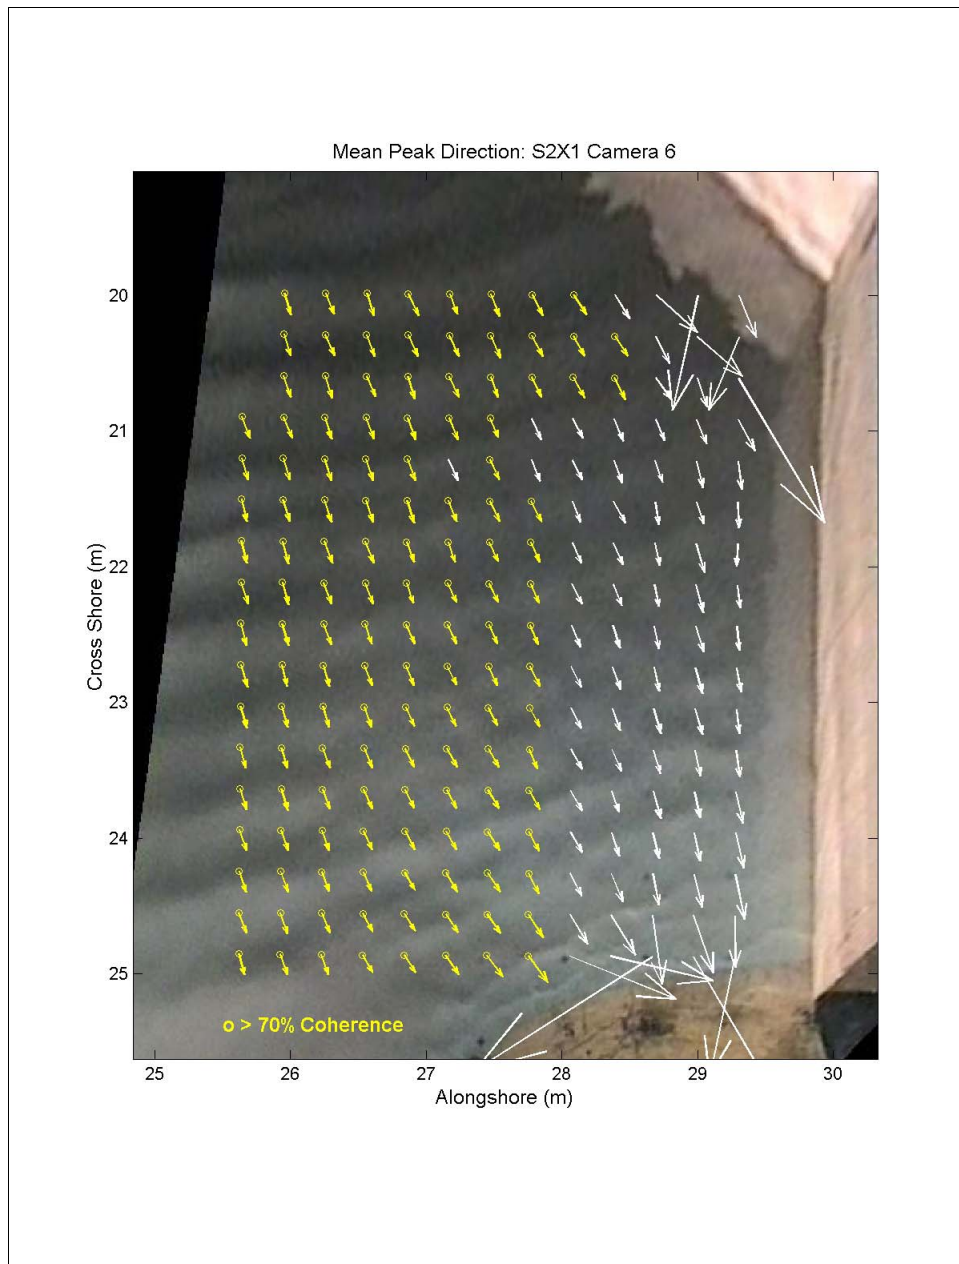 Mean Peak Direction: S2X1 Camera 6
20
21
22
23
24
25
Cross Shore (m)
o > 70% Coherence
25 26 27 28 29 30
Alongshore (m)